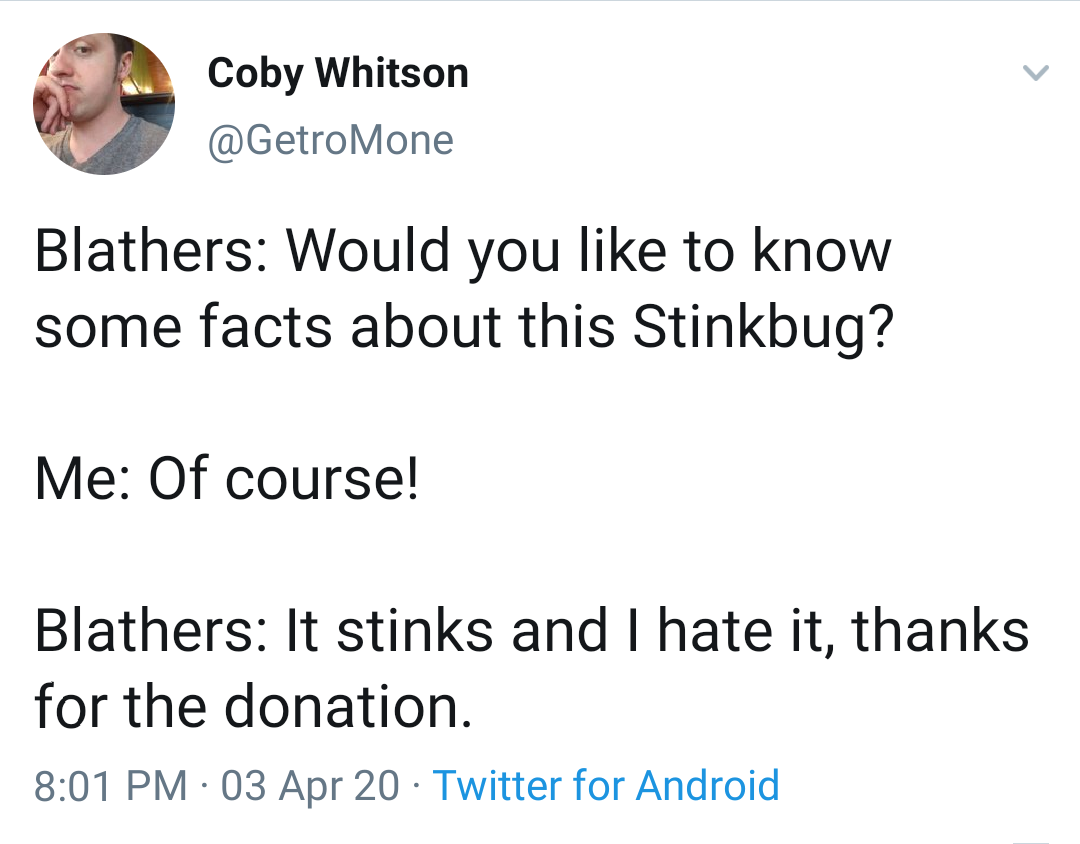 Coby Whitson
@GetroMone
Blathers: Would you like to know
some facts about this Stinkbug?
Me: Of course!
Blathers: It stinks and I hate it, thanks
for the donation.
8:01 PM · 03 Apr 20 · Twitter for Android